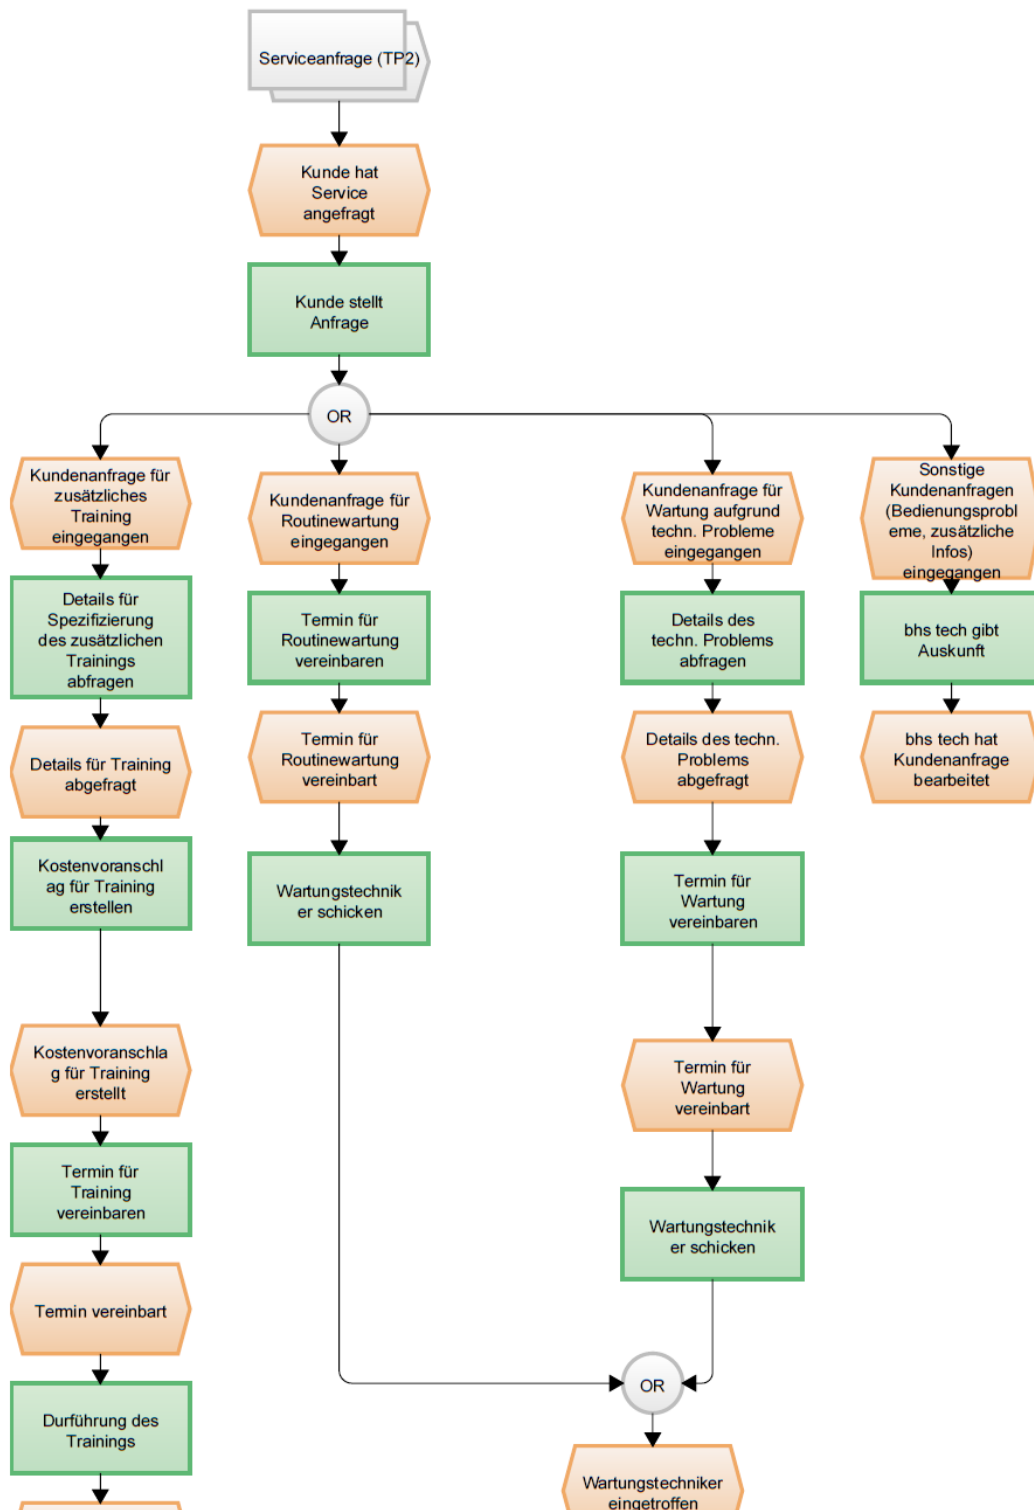 Serviceanfrage (TP2)
Kunde hat
Service
angefragt
Kunde stellt
Anfrage
OR
Kundenanfrage für
zusätzliches
Training
eingegangen
Kundenanfrage für
Routinewartung
eingegangen
Kundenanfrage für
Wartung aufgrund
techn. Probleme
eingegangen
Sonstige
Kundenanfragen
(Bedienungsprobl
eme, zusätzliche
Infos)
eingegangen
Details für
Spezifizierung
des zusätzlichen
Trainings
abfragen
Termin für
Routinewartung
vereinbaren
Details des
techn. Problems
abfragen
bhs tech gibt
Auskunft
Details für Training
abgefragt
Termin für
Routinewartung
vereinbart
Details des techn.
Problems
abgefragt
bhs tech hat
Kundenanfrage
bearbeitet
Kostenvoranschl
ag für Training
erstellen
Wartungstechnik
er schicken
Termin für
Wartung
vereinbaren
Kostenvoranschla
g für Training
erstellt
Termin für
Wartung
vereinbart
Termin für
Training
vereinbaren
Wartungstechnik
er schicken
Termin vereinbart
OR
Durführung des
Trainings
Wartungstechniker
eingetroffen